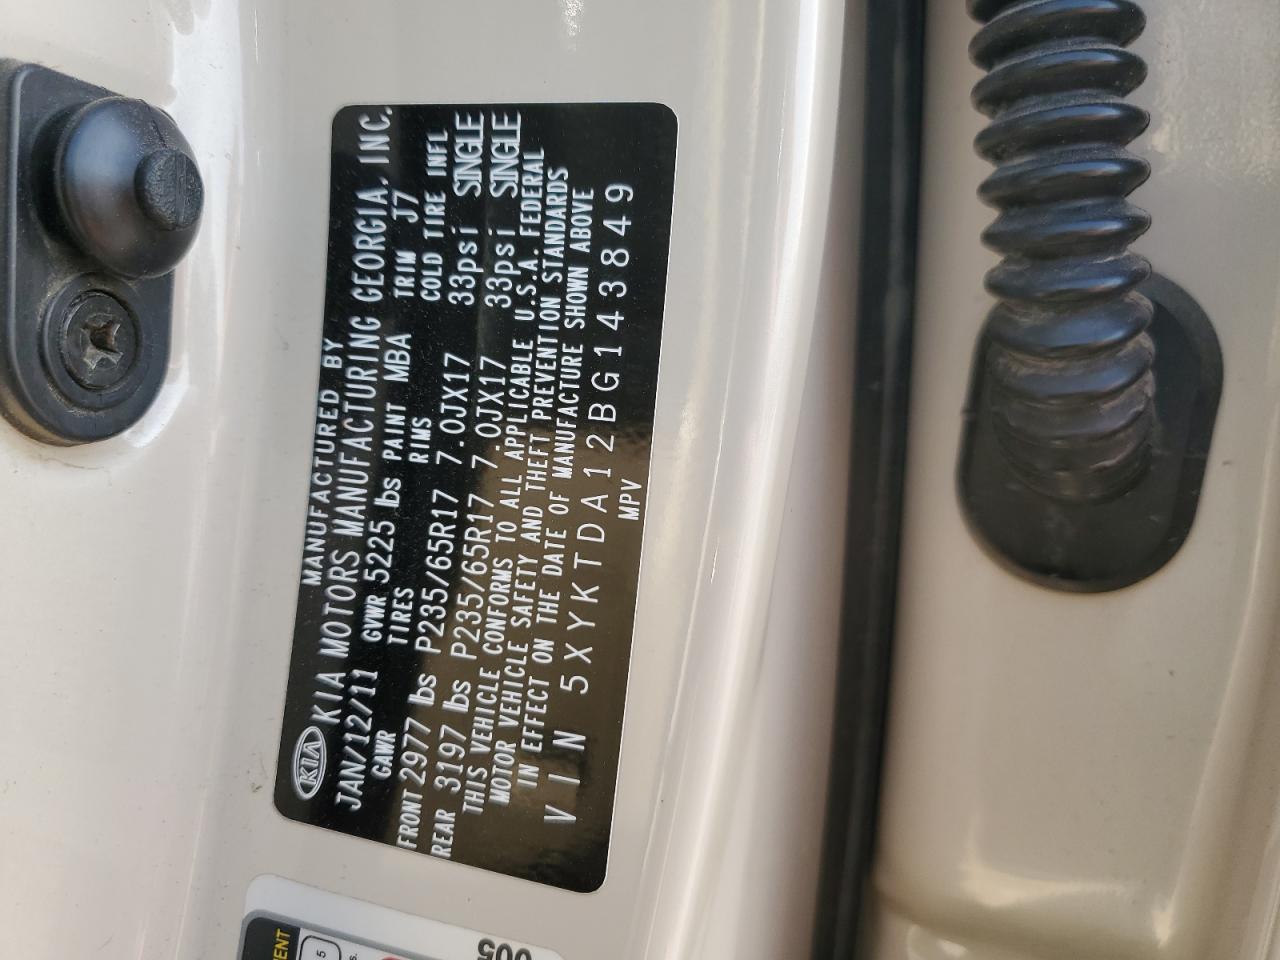 MANUFACTURED BY
KIA KIA MOTORS MANUFACTURING GEORGIA, INC.
JAN/12/11 GVWR 5225 lbs PAINT MBA TRIM J7
GAWR TIRES RIMS COLD TIRE INFL
FRONT 2977 lbs P235/65R17 7.0JX17 33psi SINGLE
REAR 3197 lbs P235/65R17 7.0JX17 33psi SINGLE
THIS VEHICLE CONFORMS TO ALL APPLICABLE U.S.A. FEDERAL
MOTOR VEHICLE SAFETY AND THEFT PREVENTION STANDARDS
IN EFFECT ON THE DATE OF MANUFACTURE SHOWN ABOVE
VIN 5XYKTDA12BG143849
MPV
5